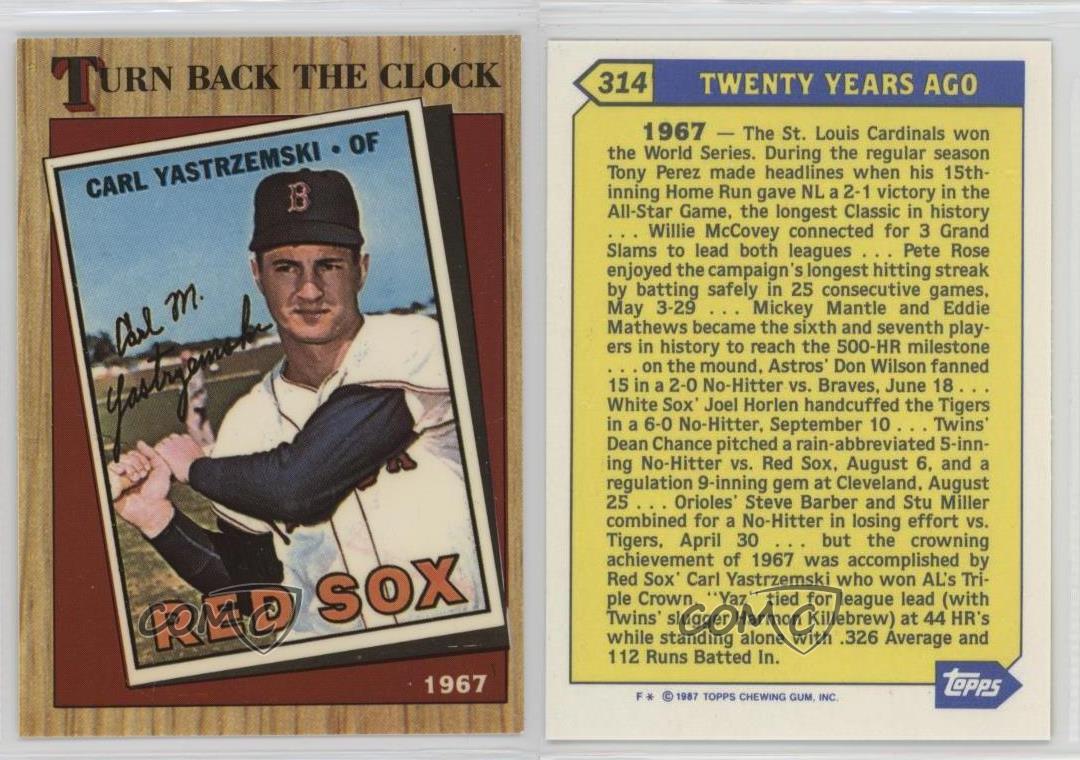 TURN BACK THE CLOCK
CARL YASTRZEMSKI • OF
B
Carl M.
Yastrzemski
RED SOX
1967
COMC
314
TWENTY YEARS AGO
1967 — The St. Louis Cardinals won
the World Series. During the regular season
Tony Perez made headlines when his 15th-
inning Home Run gave NL a 2-1 victory in the
All-Star Game, the longest Classic in history
. . . Willie McCovey connected for 3 Grand
Slams to lead both leagues . . . Pete Rose
enjoyed the campaign's longest hitting streak
by batting safely in 25 consecutive games,
May 3-29 . . . Mickey Mantle and Eddie
Mathews became the sixth and seventh play-
ers in history to reach the 500-HR milestone
. . . on the mound, Astros' Don Wilson fanned
15 in a 2-0 No-Hitter vs. Braves, June 18 . . .
White Sox' Joel Horlen handcuffed the Tigers
in a 6-0 No-Hitter, September 10 . . . Twins'
Dean Chance pitched a rain-abbreviated 5-inn-
ing No-Hitter vs. Red Sox, August 6, and a
regulation 9-inning gem at Cleveland, August
25 . . . Orioles' Steve Barber and Stu Miller
combined for a No-Hitter in losing effort vs.
Tigers, April 30 . . . but the crowning
achievement of 1967 was accomplished by
Red Sox' Carl Yastrzemski who won AL's Tri-
ple Crown. "Yaz" tied for league lead (with
Twins' slugger Harmon Killebrew) at 44 HR's
while standing alone with .326 Average and
112 Runs Batted In.
COMC
topps
F * © 1987 TOPPS CHEWING GUM, INC.